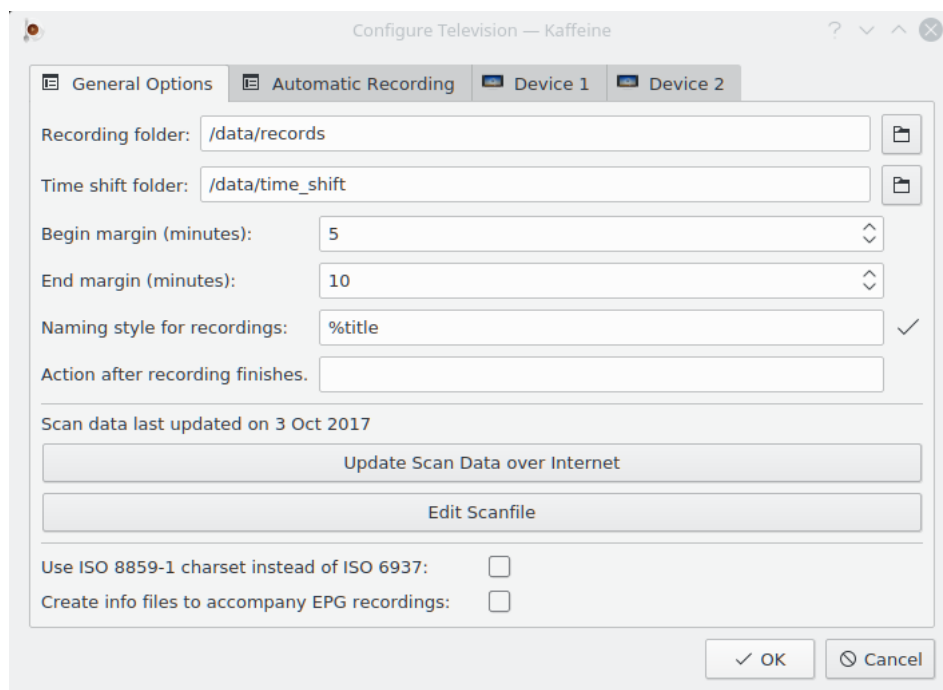 Configure Television — Kaffeine
General Options Automatic Recording Device 1 Device 2
Recording folder: /data/records
Time shift folder: /data/time_shift
Begin margin (minutes): 5
End margin (minutes): 10
Naming style for recordings: %title
Action after recording finishes.
Scan data last updated on 3 Oct 2017
Update Scan Data over Internet
Edit Scanfile
Use ISO 8859-1 charset instead of ISO 6937:
Create info files to accompany EPG recordings:
OK Cancel